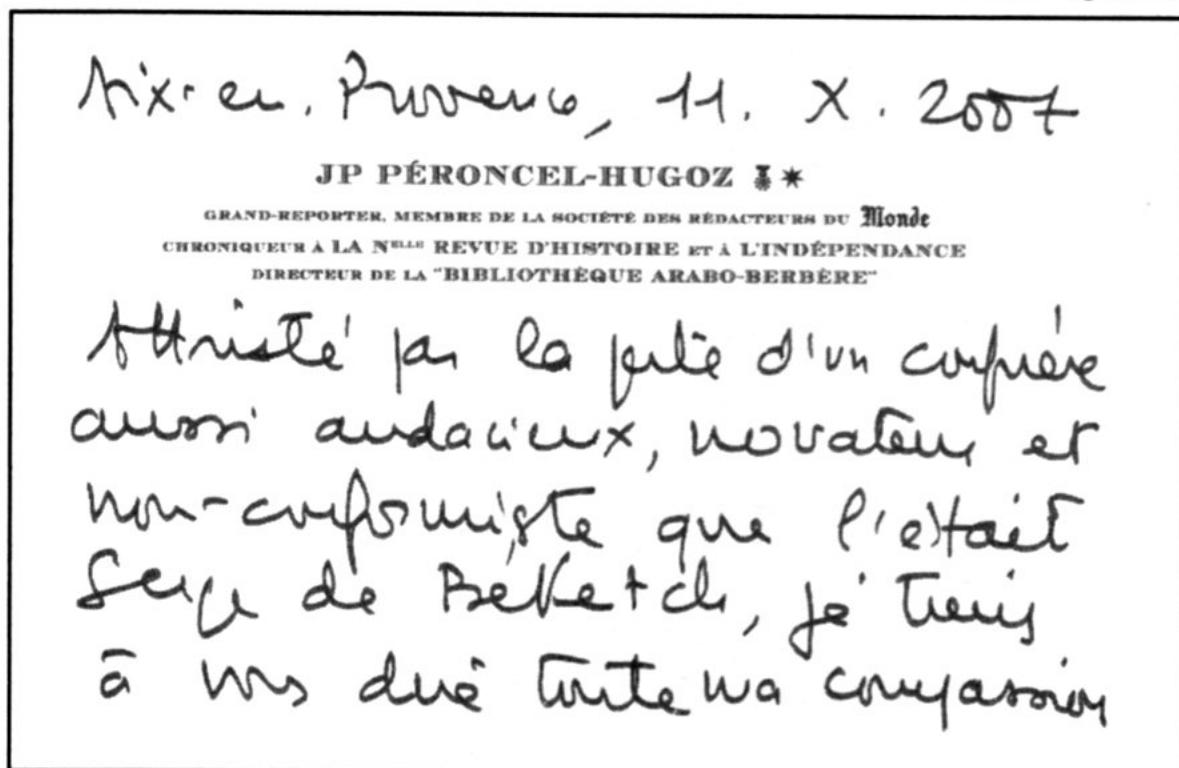 Aix-en-Provence, 11. X. 2007
JP PÉRONCEL-HUGOZ
GRAND-REPORTER, MEMBRE DE LA SOCIÉTÉ DES RÉDACTEURS DU Monde
CHRONIQUEUR A LA Nelle REVUE D'HISTOIRE ET À L'INDÉPENDANCE
DIRECTEUR DE LA "BIBLIOTHÈQUE ARABO-BERBÈRE"
Attristé par la perte d'un confrère
aussi audacieux, novateur et
non-conformiste que l'était
Serge de Beketch, je tiens
à vous dire toute ma compassion